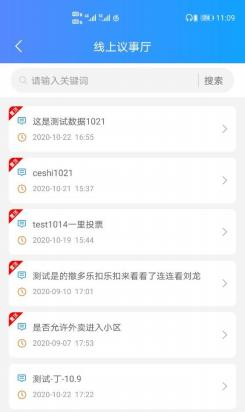 11:09
线上议事厅
请输入关键词
搜索
这是测试数据1021
2020-10-22 16:55
ceshi1021
2020-10-21 15:37
test1014一里投票
2020-10-19 15:44
测试是的撒多乐扣乐扣来看看了连连看刘龙
2020-09-10 17:01
是否允许外卖进入小区
2020-09-07 17:53
测试-丁-10.9
2020-10-22 17:22